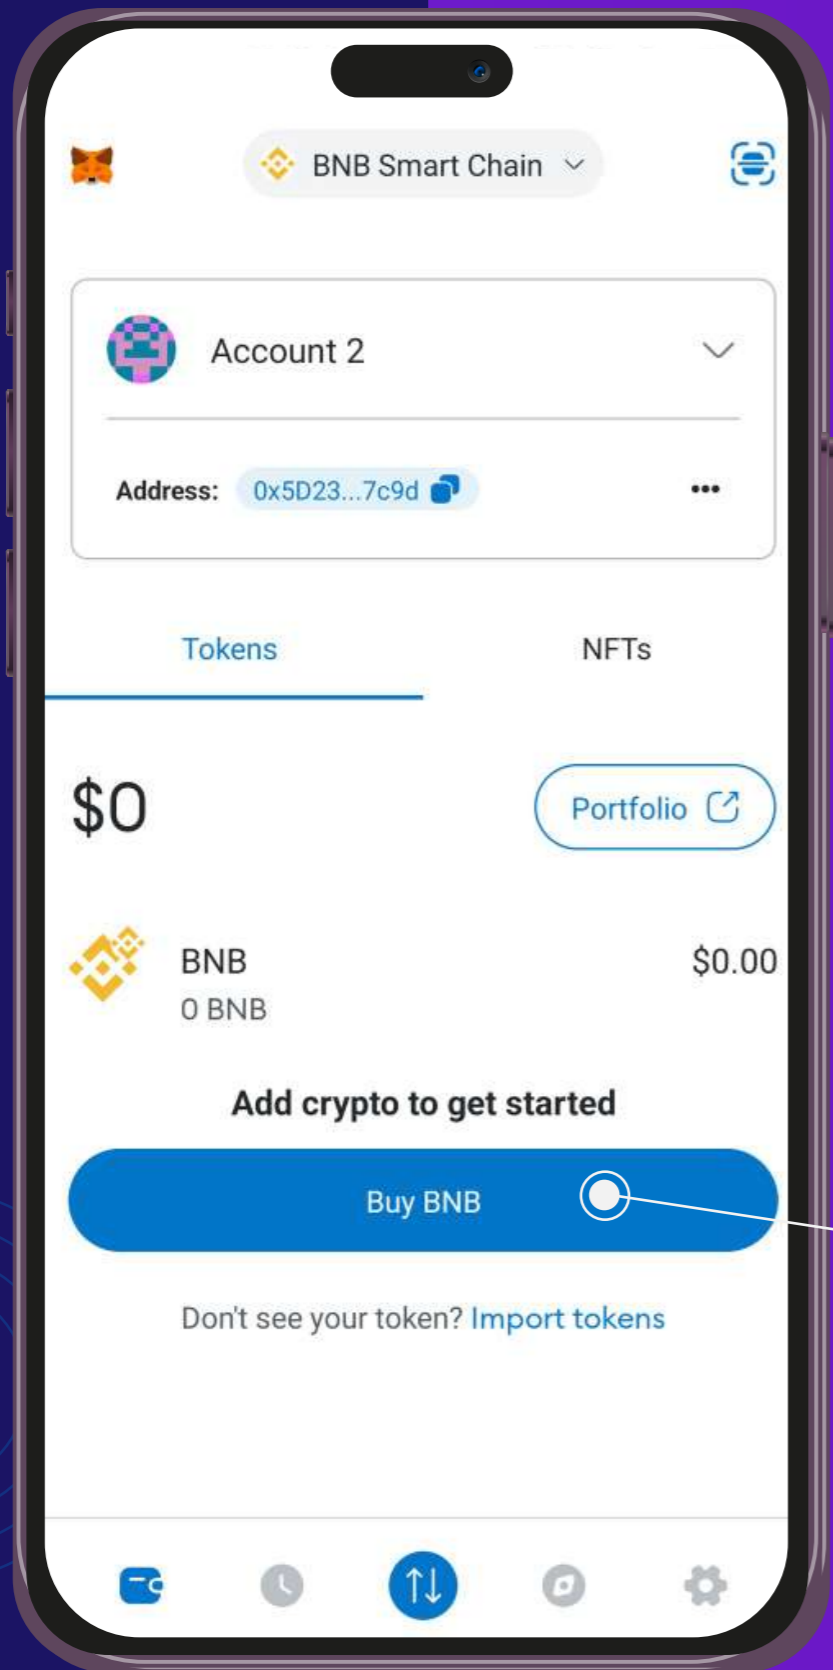 BNB Smart Chain
Account 2
Address: 0x5D23...7c9d
Tokens NFTs
$0 Portfolio
BNB $0.00
0 BNB
Add crypto to get started
Buy BNB
Don't see your token? Import tokens